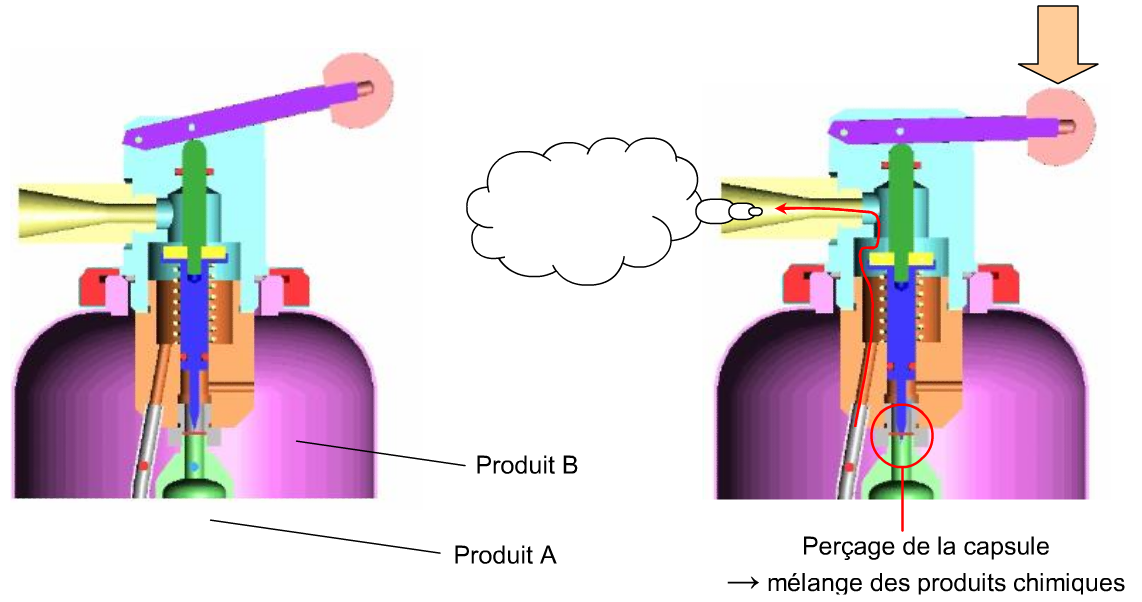 Produit B
Produit A
Perçage de la capsule
→ mélange des produits chimiques